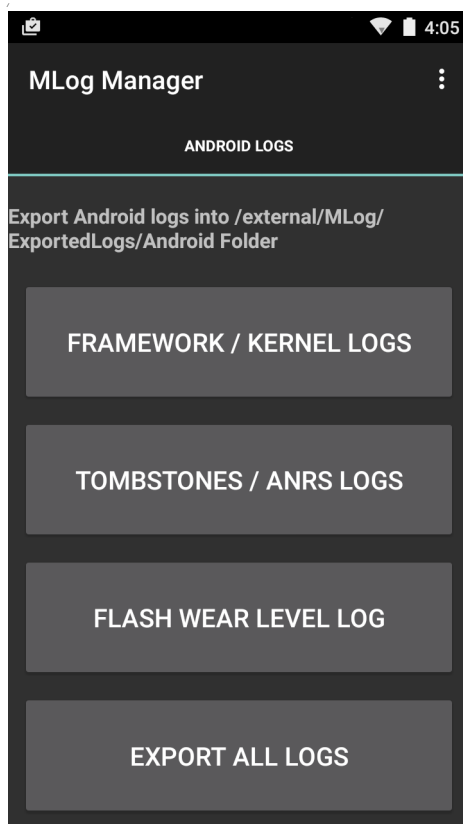 4:05
MLog Manager
ANDROID LOGS
Export Android logs into /external/MLog/
ExportedLogs/Android Folder
FRAMEWORK / KERNEL LOGS
TOMBSTONES / ANRS LOGS
FLASH WEAR LEVEL LOG
EXPORT ALL LOGS